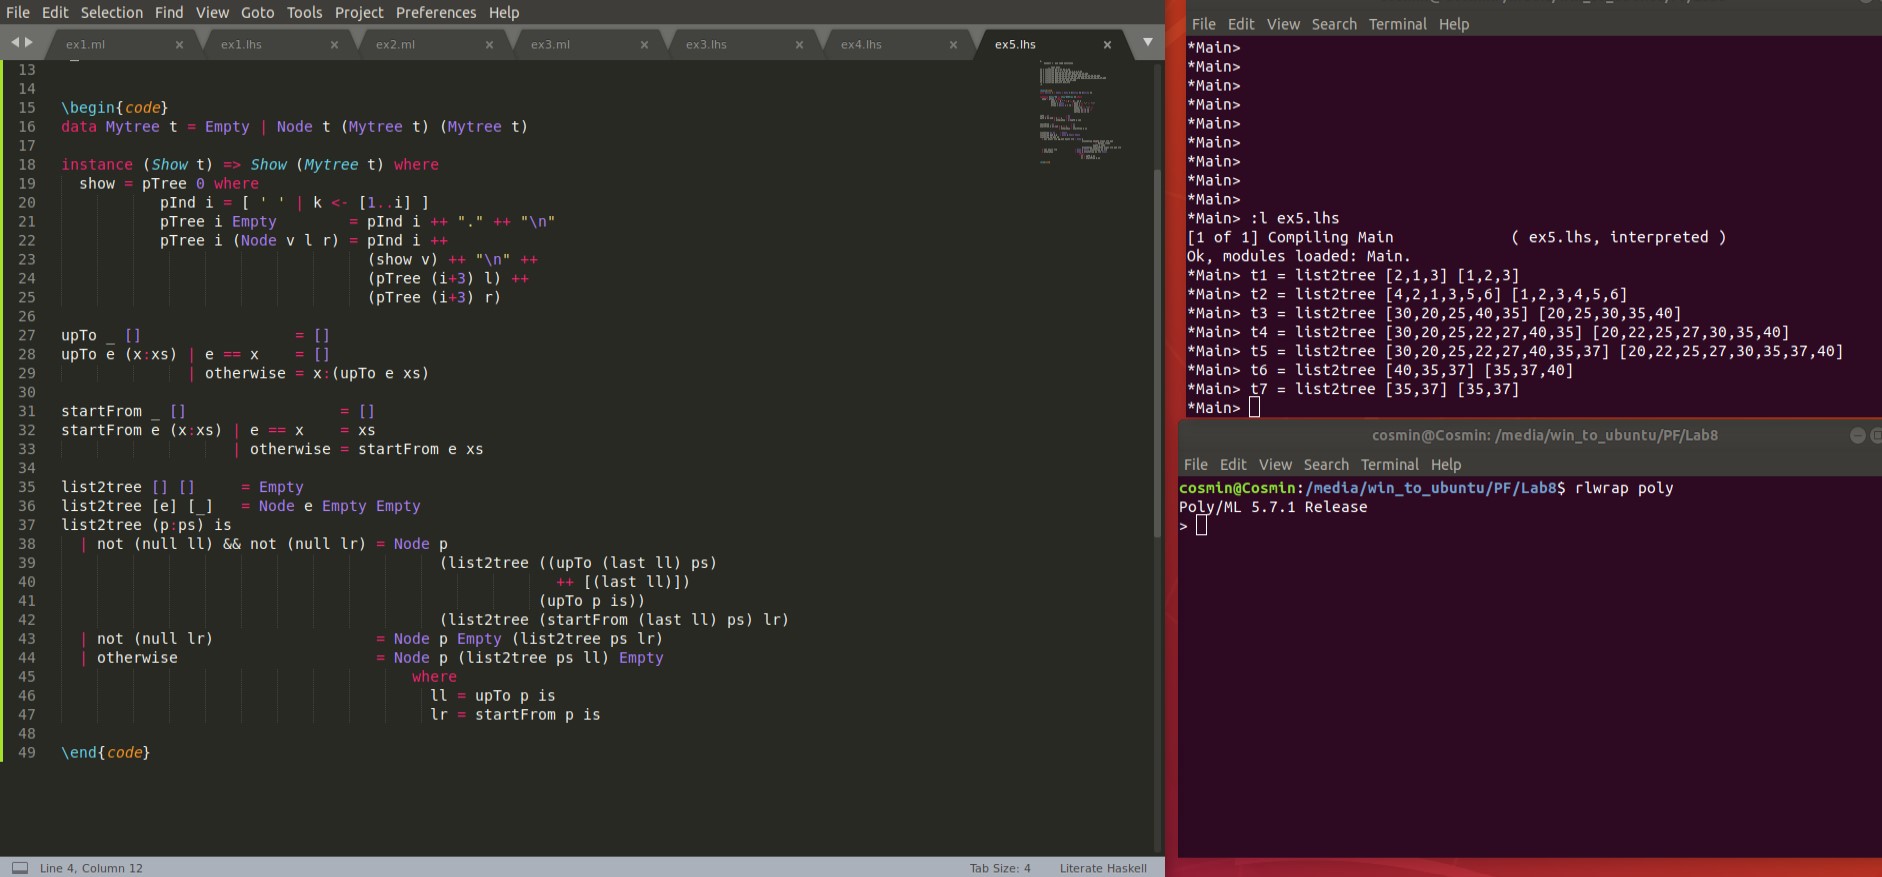 File Edit Selection Find View Goto Tools Project Preferences Help
ex1.ml × ex1.lhs × ex2.ml × ex3.ml × ex3.lhs × ex4.lhs × ex5.lhs ×
13
14
15 \begin{code}
16 data Mytree t = Empty | Node t (Mytree t) (Mytree t)
17
18 instance (Show t) => Show (Mytree t) where
19   show = pTree 0 where
20            pInd i = [ ' ' | k <- [1..i] ]
21            pTree i Empty        = pInd i ++ "." ++ "\n"
22            pTree i (Node v l r) = pInd i ++
23                                   (show v) ++ "\n" ++
24                                   (pTree (i+3) l) ++
25                                   (pTree (i+3) r)
26
27 upTo _ []                 = []
28 upTo e (x:xs) | e == x    = []
29               | otherwise = x:(upTo e xs)
30
31 startFrom _ []                 = []
32 startFrom e (x:xs) | e == x    = xs
33                    | otherwise = startFrom e xs
34
35 list2tree [] []     = Empty
36 list2tree [e] [_]   = Node e Empty Empty
37 list2tree (p:ps) is
38   | not (null ll) && not (null lr) = Node p
39                                           (list2tree ((upTo (last ll) ps)
40                                                        ++ [(last ll)])
41                                                      (upTo p is))
42                                           (list2tree (startFrom (last ll) ps) lr)
43   | not (null lr)                  = Node p Empty (list2tree ps lr)
44   | otherwise                      = Node p (list2tree ps ll) Empty
45                                        where
46                                          ll = upTo p is
47                                          lr = startFrom p is
48
49 \end{code}
Line 4, Column 12 Tab Size: 4 Literate Haskell
File Edit View Search Terminal Help
*Main>
*Main>
*Main>
*Main>
*Main>
*Main>
*Main>
*Main>
*Main>
*Main> :l ex5.lhs
[1 of 1] Compiling Main             ( ex5.lhs, interpreted )
Ok, modules loaded: Main.
*Main> t1 = list2tree [2,1,3] [1,2,3]
*Main> t2 = list2tree [4,2,1,3,5,6] [1,2,3,4,5,6]
*Main> t3 = list2tree [30,20,25,40,35] [20,25,30,35,40]
*Main> t4 = list2tree [30,20,25,22,27,40,35] [20,22,25,27,30,35,40]
*Main> t5 = list2tree [30,20,25,22,27,40,35,37] [20,22,25,27,30,35,37,40]
*Main> t6 = list2tree [40,35,37] [35,37,40]
*Main> t7 = list2tree [35,37] [35,37]
*Main>
cosmin@Cosmin: /media/win_to_ubuntu/PF/Lab8
File Edit View Search Terminal Help
cosmin@Cosmin:/media/win_to_ubuntu/PF/Lab8$ rlwrap poly
Poly/ML 5.7.1 Release
>